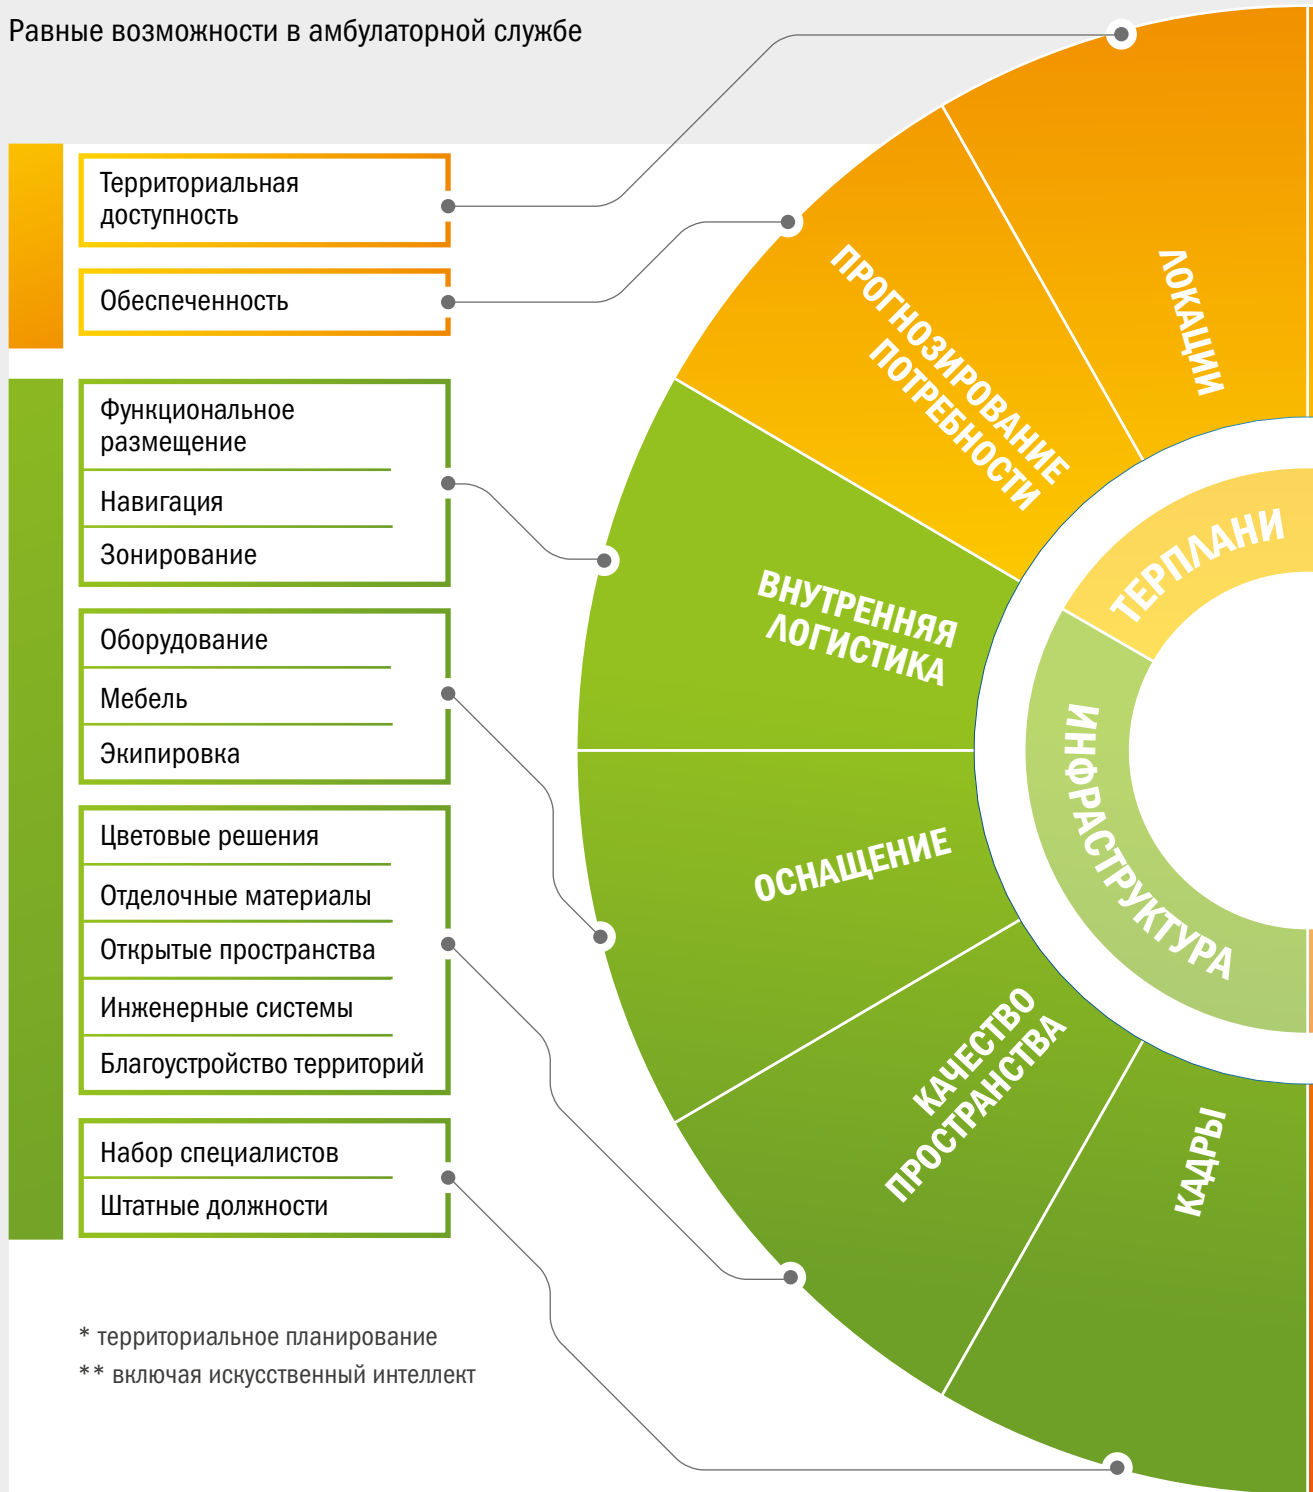 Равные возможности в амбулаторной службе
Территориальная
доступность
Обеспеченность
Функциональное
размещение
Навигация
Зонирование
Оборудование
Мебель
Экипировка
Цветовые решения
Отделочные материалы
Открытые пространства
Инженерные системы
Благоустройство территорий
Набор специалистов
Штатные должности
* территориальное планирование
** включая искусственный интеллект
ЛОКАЦИИ
ПРОГНОЗИРОВАНИЕ
ПОТРЕБНОСТИ
ВНУТРЕННЯЯ
ЛОГИСТИКА
ОСНАЩЕНИЕ
КАЧЕСТВО
ПРОСТРАНСТВА
КАДРЫ
ТЕРПЛАНИ
ИНФРАСТРУКТУРА